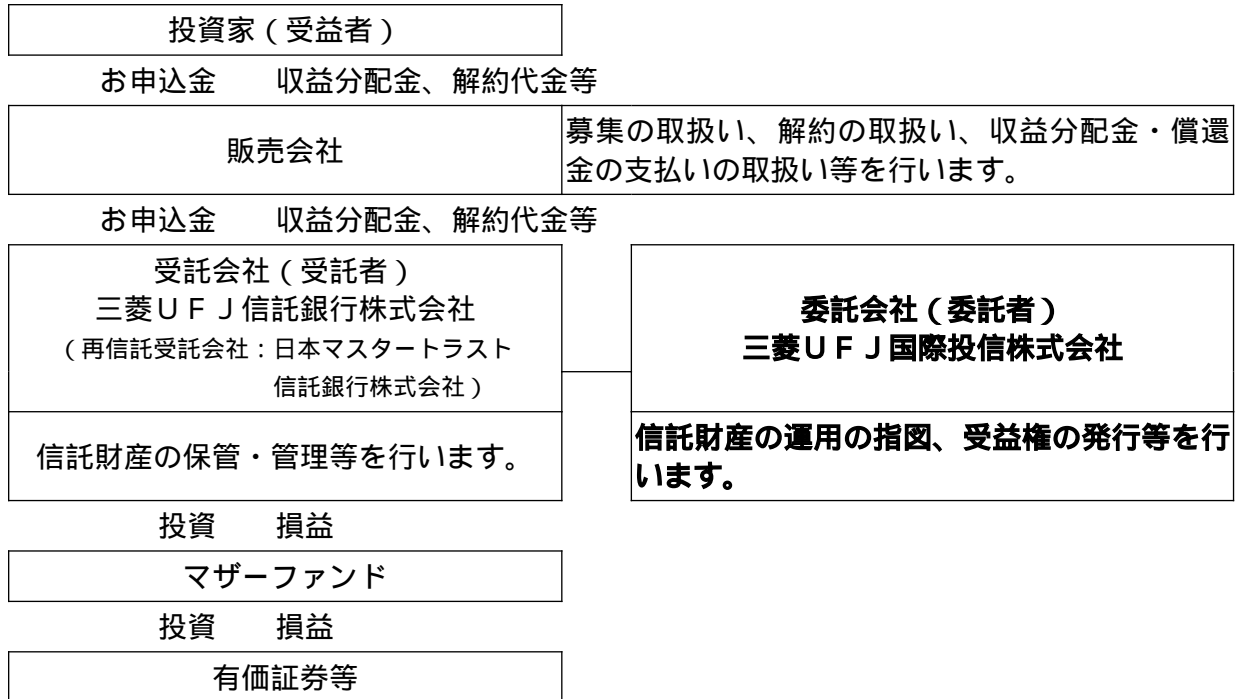 投資家（受益者）
お申込金　　収益分配金、解約代金等
販売会社
募集の取扱い、解約の取扱い、収益分配金・償還
金の支払いの取扱い等を行います。
お申込金　　収益分配金、解約代金等
受託会社（受託者）
三菱ＵＦＪ信託銀行株式会社
（再信託受託会社：日本マスタートラスト
信託銀行株式会社）
委託会社（委託者）
三菱ＵＦＪ国際投信株式会社
信託財産の保管・管理等を行います。
信託財産の運用の指図、受益権の発行等を行
います。
投資　　損益
マザーファンド
投資　　損益
有価証券等